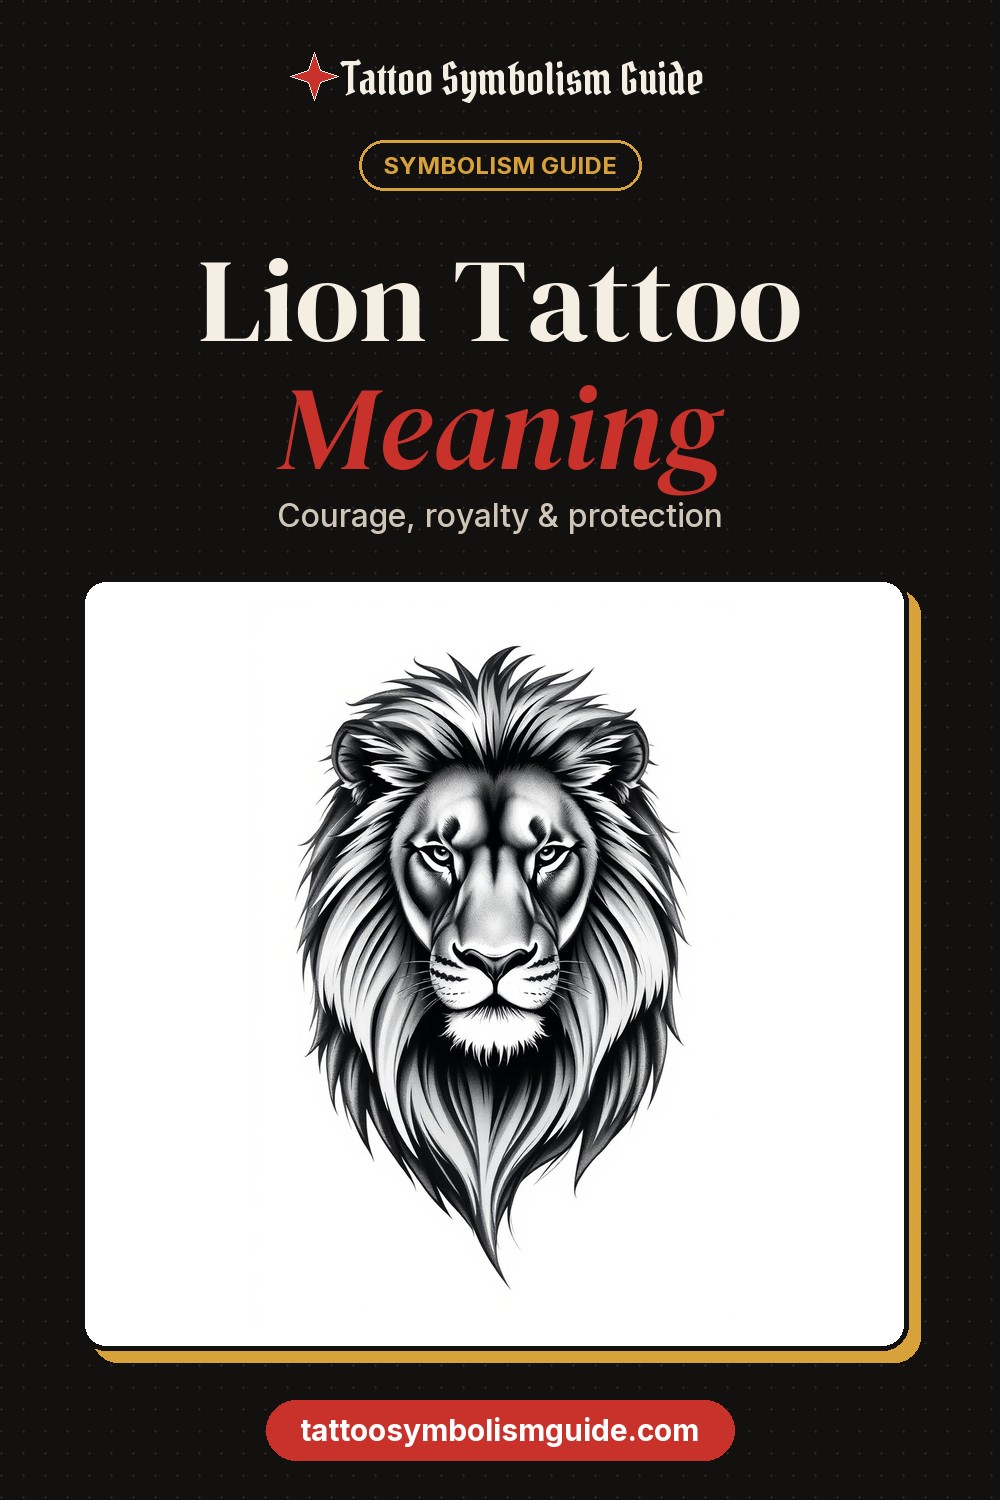 Tattoo Symbolism Guide
SYMBOLISM GUIDE
Lion Tattoo
Meaning
Courage, royalty & protection
tattoosymbolismguide.com